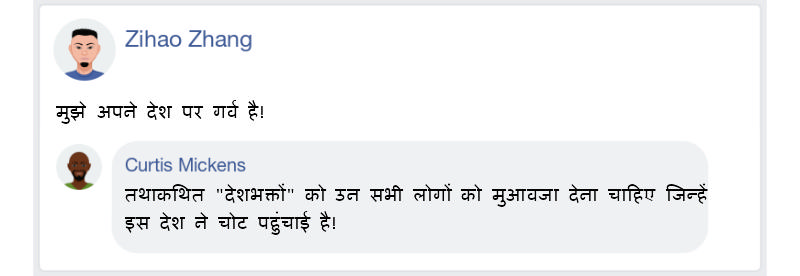 Zihao Zhang
मुझे अपने देश पर गर्व है!
Curtis Mickens
तथाकथित "देशभक्तों" को उन सभी लोगों को मुआवजा देना चाहिए जिन्हें
इस देश ने चोट पहुंचाई है!